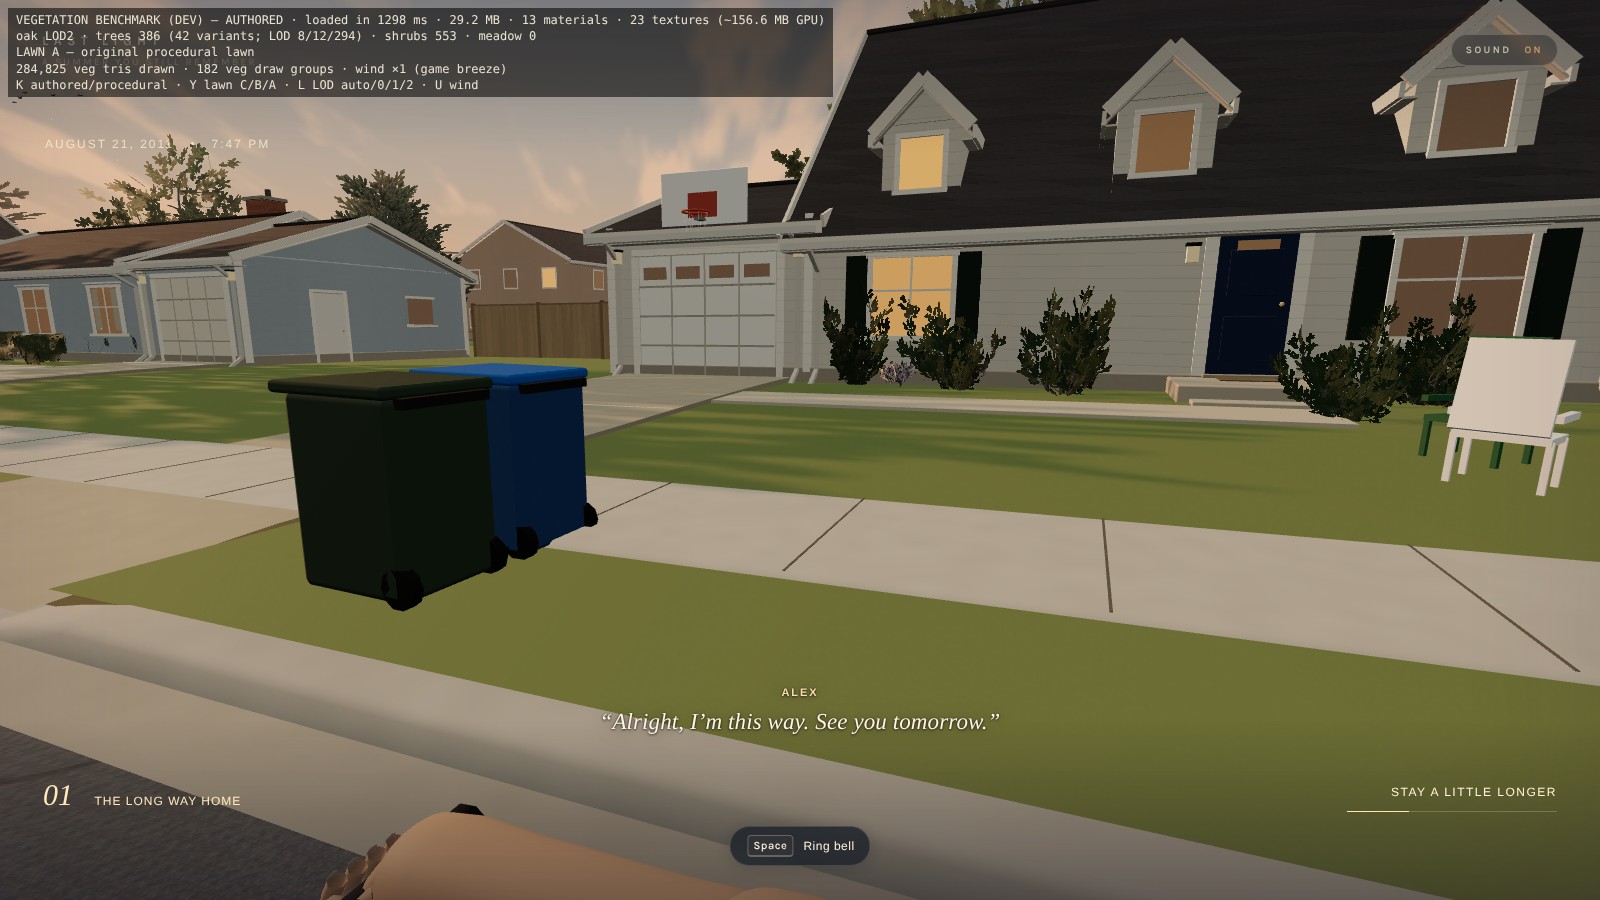 VEGETATION BENCHMARK (DEV) — AUTHORED · loaded in 1298 ms · 29.2 MB · 13 materials · 23 textures (~156.6 MB GPU)
oak LOD2 · trees 386 (42 variants; LOD 8/12/294) · shrubs 553 · meadow 0
LAWN A — original procedural lawn
284,825 veg tris drawn · 182 veg draw groups · wind ×1 (game breeze)
K authored/procedural · Y lawn C/B/A · L LOD auto/0/1/2 · U wind
LAST LIGHT
SOUND ON
AUGUST 21, 2011 · 7:47 PM
ALEX
“Alright, I’m this way. See you tomorrow.”
01 THE LONG WAY HOME
STAY A LITTLE LONGER
Space Ring bell